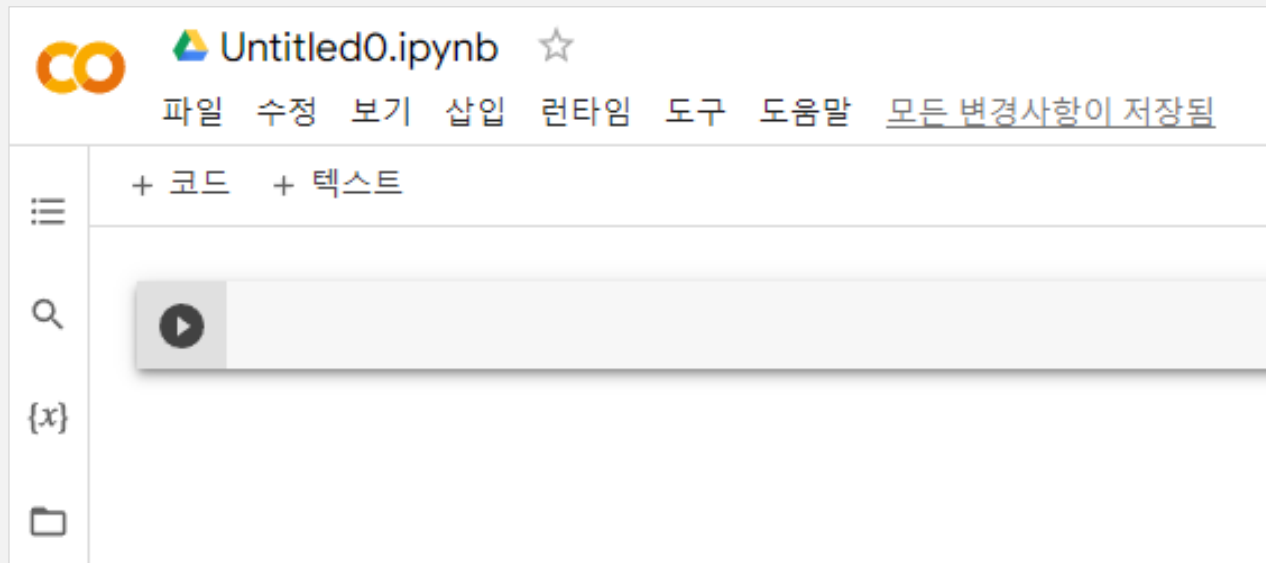 CO Untitled0.ipynb
파일 수정 보기 삽입 런타임 도구 도움말 모든 변경사항이 저장됨
+ 코드 + 텍스트
{x}